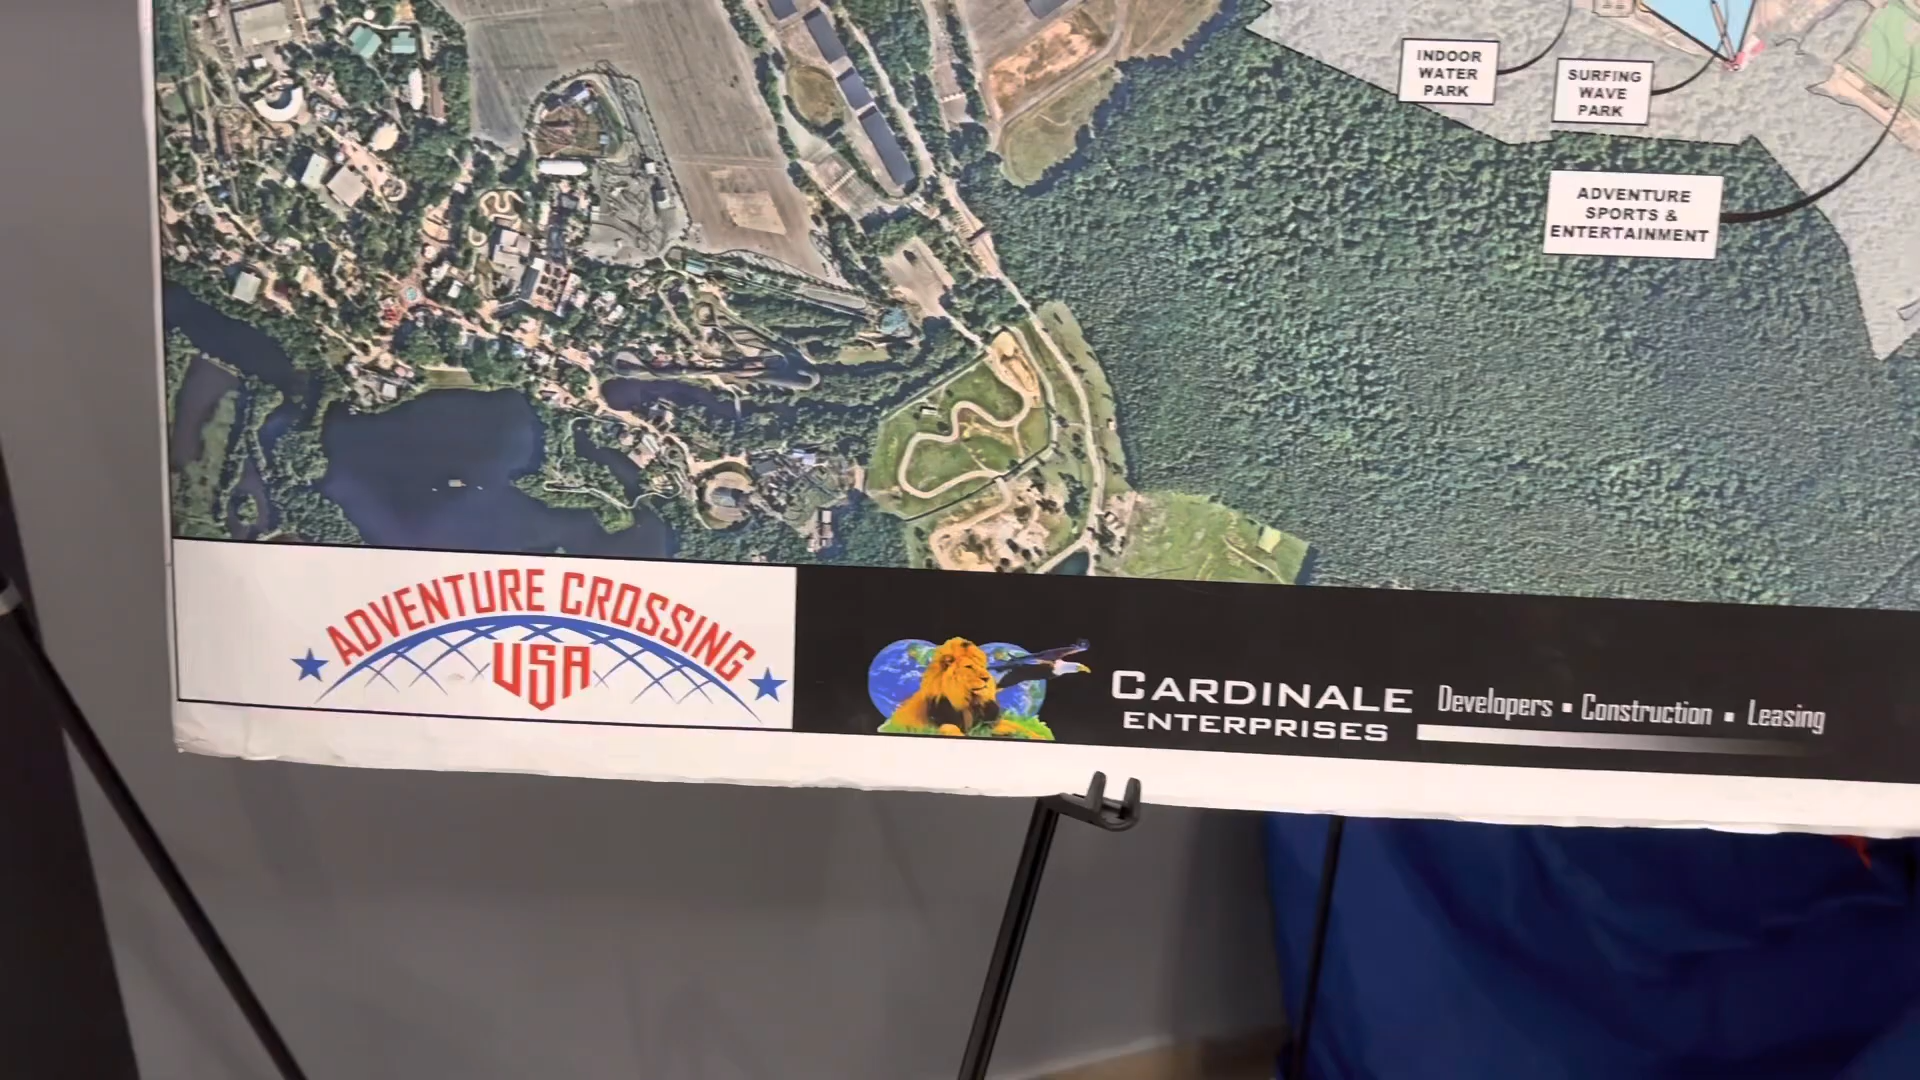 INDOOR
WATER
PARK
SURFING
WAVE
PARK
ADVENTURE
SPORTS &
ENTERTAINMENT
ADVENTURE CROSSING
USA
CARDINALE
ENTERPRISES
Developers ▪ Construction ▪ Leasing